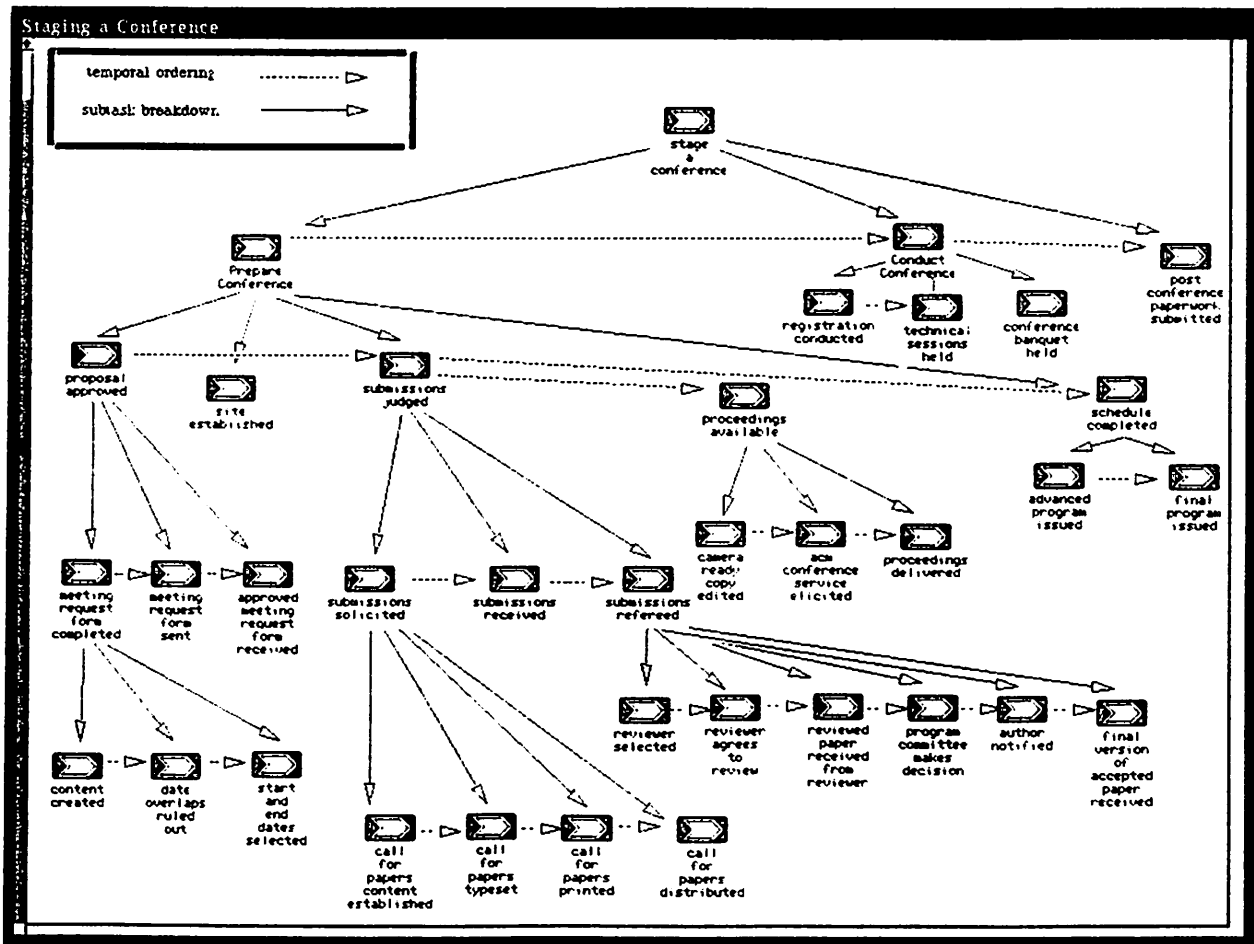 Staging a Conference
temporal ordering
subtask breakdown
stage
a
conference
Prepare
Conference
Conduct
Conference
post
conference
paperwork
submitted
registration
conducted
technical
sessions
held
conference
banquet
held
proposal
approved
site
established
submissions
judged
proceedings
available
schedule
completed
advanced
program
issued
final
program
issued
camera
ready
copy
edited
acm
conference
service
elicited
proceedings
delivered
meeting
request
form
completed
meeting
request
form
sent
approved
meeting
request
form
received
submissions
solicited
submissions
received
submissions
refereed
reviewer
selected
reviewer
agrees
to
review
reviewed
paper
received
from
reviewer
program
committee
makes
decision
author
notified
final
version
of
accepted
paper
received
content
created
date
overlaps
ruled
out
start
and
end
dates
selected
call
for
papers
content
established
call
for
papers
typeset
call
for
papers
printed
call
for
papers
distributed